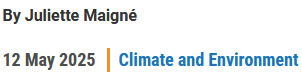 By Juliette Maigné
12 May 2025 | Climate and Environment